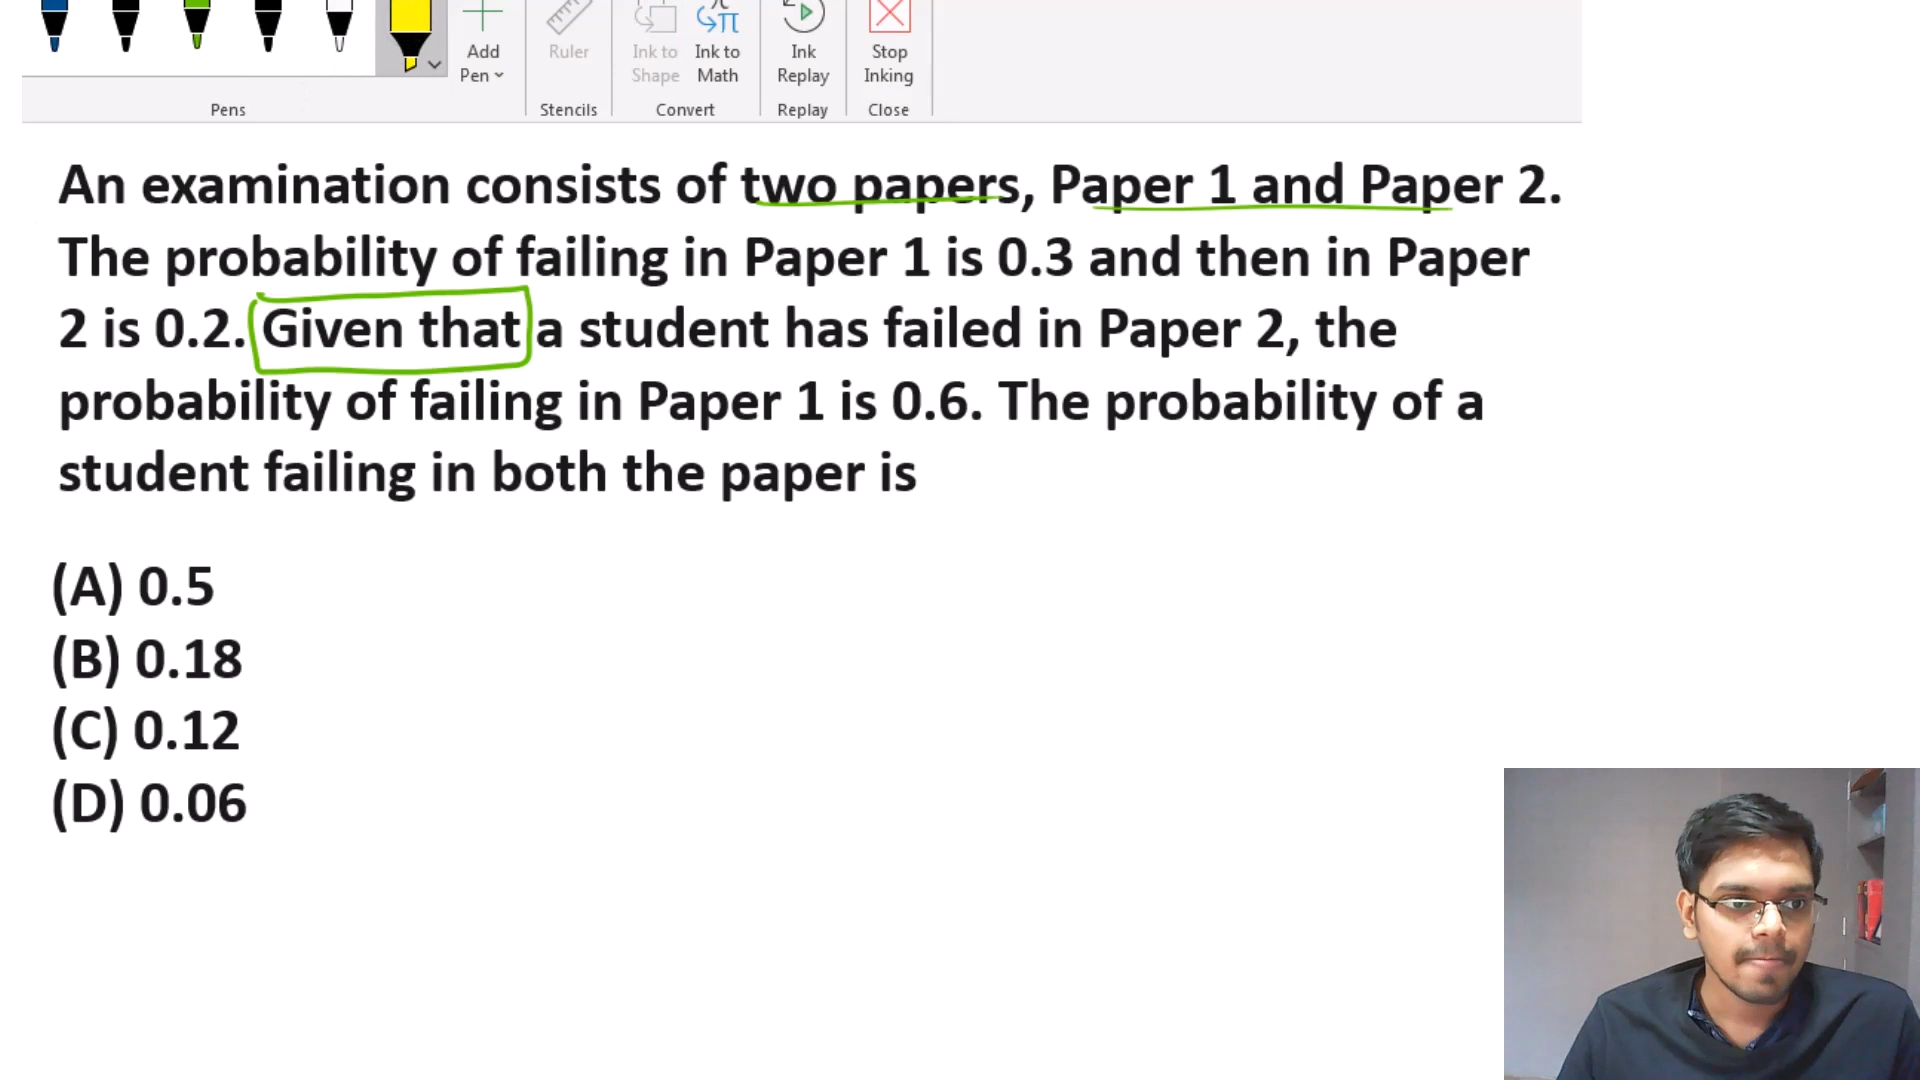 Add
Pen
Ruler
Ink to
Shape
Ink to
Math
Ink
Replay
Stop
Inking
Pens
Stencils
Convert
Replay
Close
An examination consists of two papers, Paper 1 and Paper 2.
The probability of failing in Paper 1 is 0.3 and then in Paper
2 is 0.2. Given that a student has failed in Paper 2, the
probability of failing in Paper 1 is 0.6. The probability of a
student failing in both the paper is
(A) 0.5
(B) 0.18
(C) 0.12
(D) 0.06